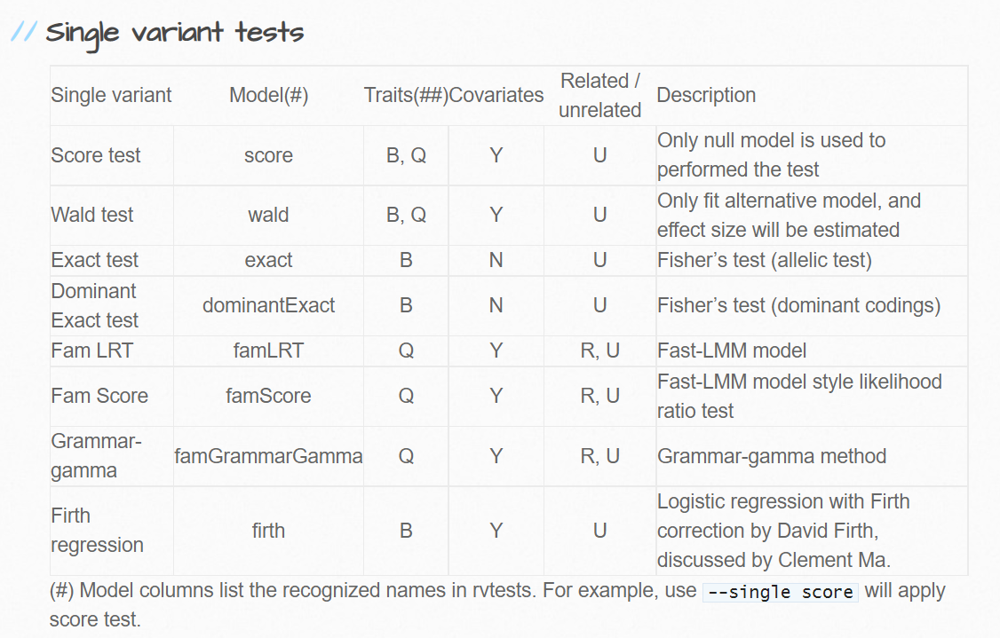 // Single variant tests
Single variant Model(#) Traits(##) Covariates Related / unrelated Description
Score test score B, Q Y U Only null model is used to
performed the test
Wald test wald B, Q Y U Only fit alternative model, and
effect size will be estimated
Exact test exact B N U Fisher’s test (allelic test)
Dominant
Exact test dominantExact B N U Fisher’s test (dominant codings)
Fam LRT famLRT Q Y R, U Fast-LMM model
Fam Score famScore Q Y R, U Fast-LMM model style likelihood
ratio test
Grammar-
gamma famGrammarGamma Q Y R, U Grammar-gamma method
Firth
regression firth B Y U Logistic regression with Firth
correction by David Firth,
discussed by Clement Ma.
(#) Model columns list the recognized names in rvtests. For example, use --single score will apply
score test.